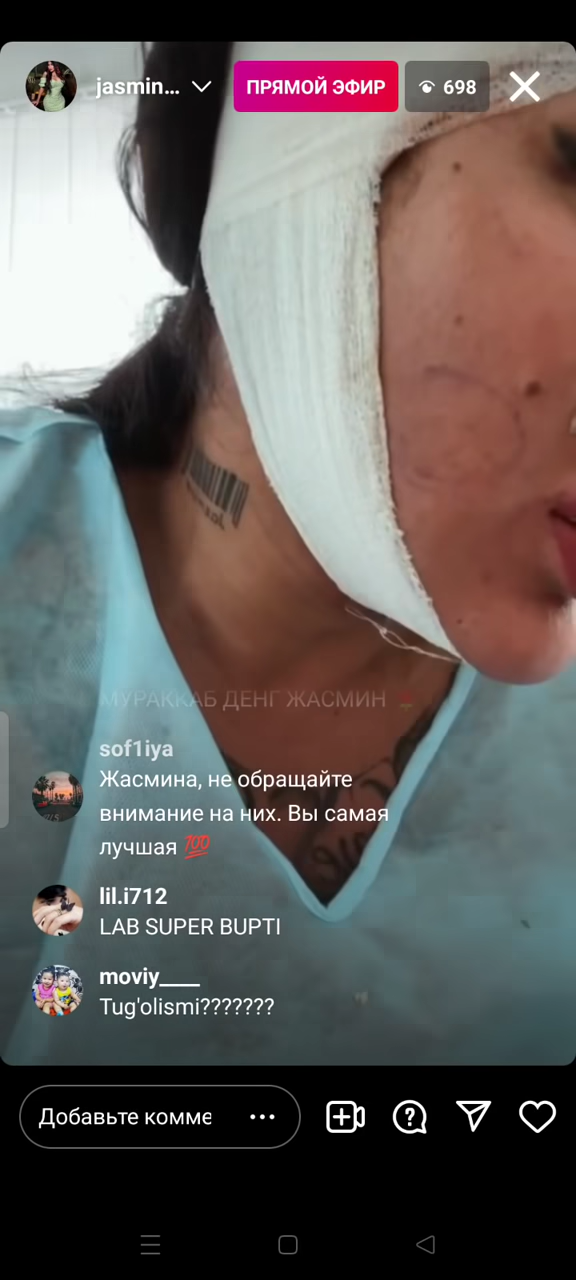 jasmin...
ПРЯМОЙ ЭФИР
698
МУРАККАБ ДЕНГ ЖАСМИН 🌹
sof1iya
Жасмина, не обращайте
внимание на них. Вы самая
лучшая 💯
lil.i712
LAB SUPER BUPTI
moviy____
Tug'olismi???????
Добавьте комме